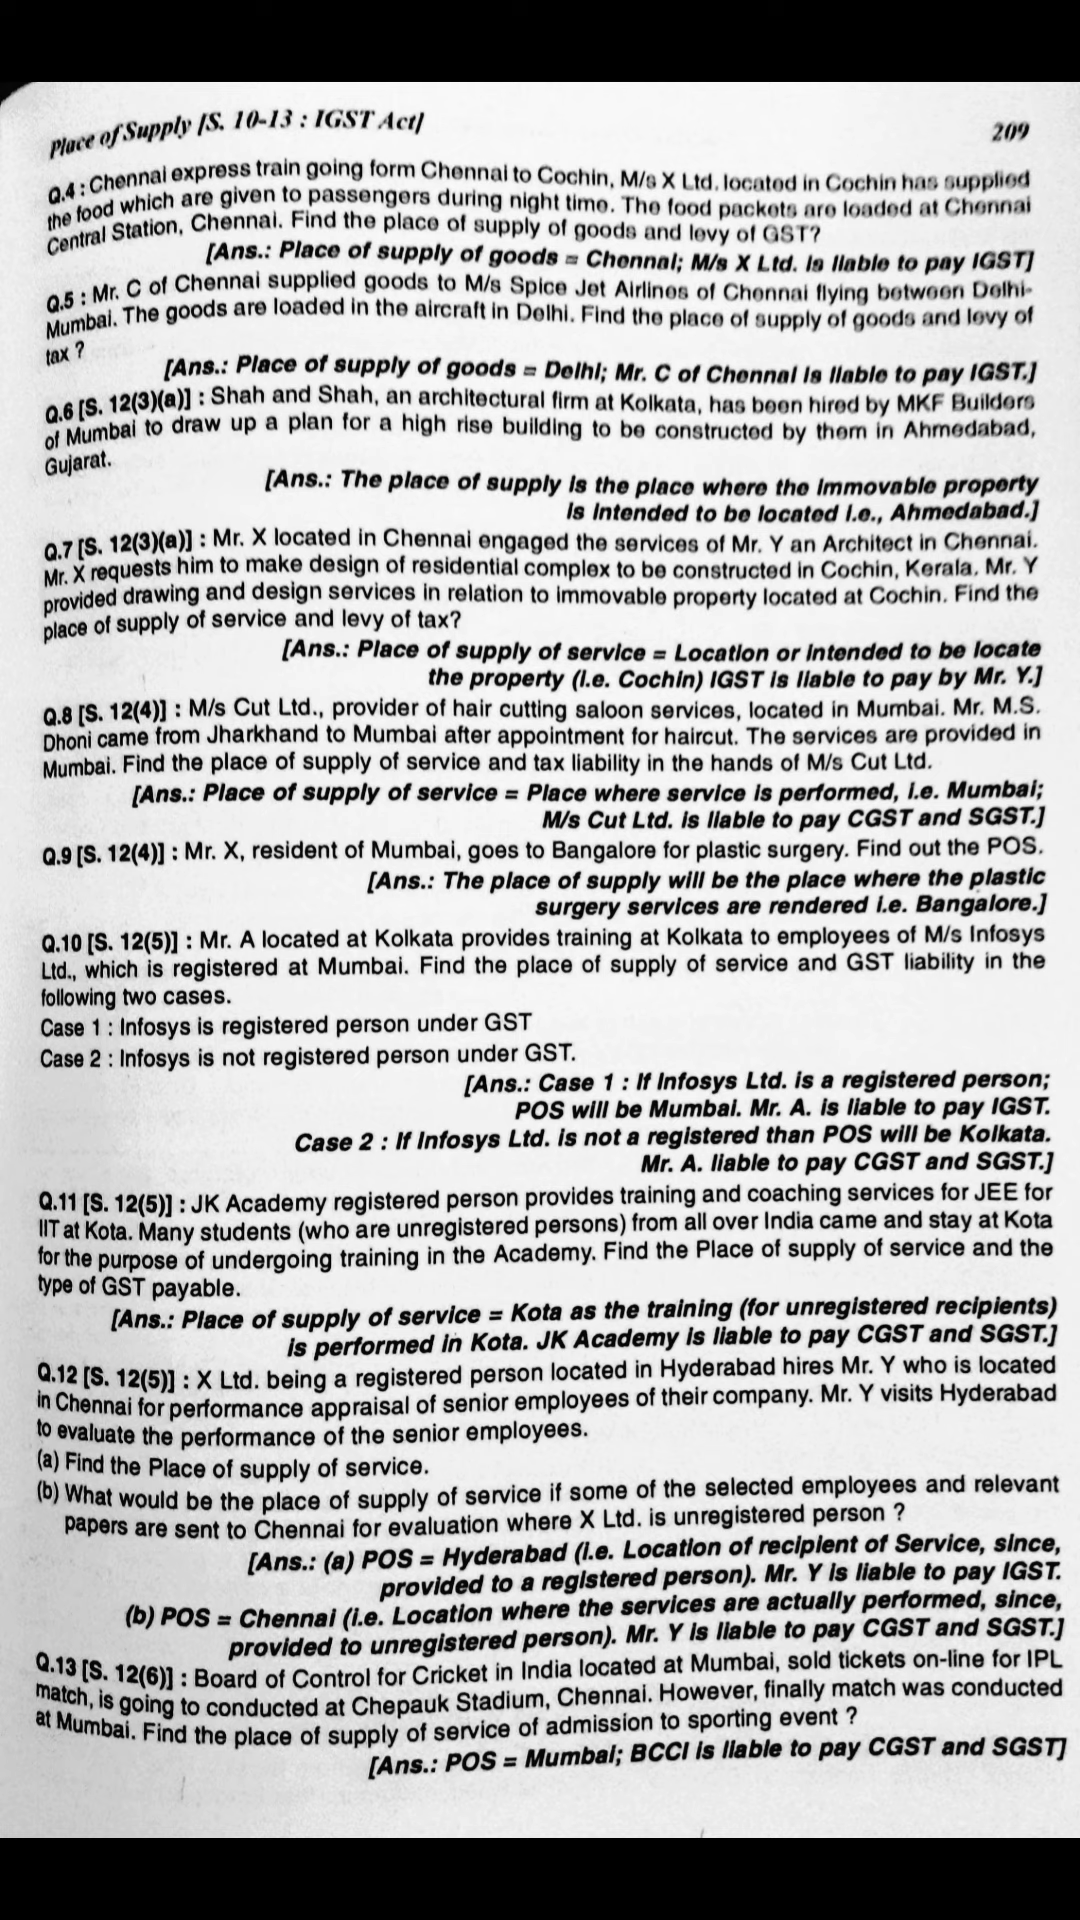 Place of Supply [S. 10-13 : IGST Act]
209
Q.4 : Chennai express train going form Chennai to Cochin, M/s X Ltd. located in Cochin has supplied
the food which are given to passengers during night time. The food packets are loaded at Chennai
Central Station, Chennai. Find the place of supply of goods and levy of GST?
[Ans.: Place of supply of goods = Chennai; M/s X Ltd. is liable to pay IGST]
Q.5 : Mr. C of Chennai supplied goods to M/s Spice Jet Airlines of Chennai flying between Delhi-
Mumbai. The goods are loaded in the aircraft in Delhi. Find the place of supply of goods and levy of
tax ?
[Ans.: Place of supply of goods = Delhi; Mr. C of Chennai is liable to pay IGST.]
Q.6 [S. 12(3)(a)] : Shah and Shah, an architectural firm at Kolkata, has been hired by MKF Builders
of Mumbai to draw up a plan for a high rise building to be constructed by them in Ahmedabad,
Gujarat.
[Ans.: The place of supply is the place where the immovable property
is intended to be located i.e., Ahmedabad.]
Q.7 [S. 12(3)(a)] : Mr. X located in Chennai engaged the services of Mr. Y an Architect in Chennai.
Mr. X requests him to make design of residential complex to be constructed in Cochin, Kerala. Mr. Y
provided drawing and design services in relation to immovable property located at Cochin. Find the
place of supply of service and levy of tax?
[Ans.: Place of supply of service = Location or intended to be locate
the property (i.e. Cochin) IGST is liable to pay by Mr. Y.]
Q.8 [S. 12(4)] : M/s Cut Ltd., provider of hair cutting saloon services, located in Mumbai. Mr. M.S.
Dhoni came from Jharkhand to Mumbai after appointment for haircut. The services are provided in
Mumbai. Find the place of supply of service and tax liability in the hands of M/s Cut Ltd.
[Ans.: Place of supply of service = Place where service is performed, i.e. Mumbai;
M/s Cut Ltd. is liable to pay CGST and SGST.]
Q.9 [S. 12(4)] : Mr. X, resident of Mumbai, goes to Bangalore for plastic surgery. Find out the POS.
[Ans.: The place of supply will be the place where the plastic
surgery services are rendered i.e. Bangalore.]
Q.10 [S. 12(5)] : Mr. A located at Kolkata provides training at Kolkata to employees of M/s Infosys
Ltd., which is registered at Mumbai. Find the place of supply of service and GST liability in the
following two cases.
Case 1 : Infosys is registered person under GST
Case 2 : Infosys is not registered person under GST.
[Ans.: Case 1 : If Infosys Ltd. is a registered person;
POS will be Mumbai. Mr. A. is liable to pay IGST.
Case 2 : If Infosys Ltd. is not a registered than POS will be Kolkata.
Mr. A. liable to pay CGST and SGST.]
Q.11 [S. 12(5)] : JK Academy registered person provides training and coaching services for JEE for
IIT at Kota. Many students (who are unregistered persons) from all over India came and stay at Kota
for the purpose of undergoing training in the Academy. Find the Place of supply of service and the
type of GST payable.
[Ans.: Place of supply of service = Kota as the training (for unregistered recipients)
is performed in Kota. JK Academy is liable to pay CGST and SGST.]
Q.12 [S. 12(5)] : X Ltd. being a registered person located in Hyderabad hires Mr. Y who is located
in Chennai for performance appraisal of senior employees of their company. Mr. Y visits Hyderabad
to evaluate the performance of the senior employees.
(a) Find the Place of supply of service.
(b) What would be the place of supply of service if some of the selected employees and relevant
papers are sent to Chennai for evaluation where X Ltd. is unregistered person ?
[Ans.: (a) POS = Hyderabad (i.e. Location of recipient of Service, since,
provided to a registered person). Mr. Y is liable to pay IGST.
(b) POS = Chennai (i.e. Location where the services are actually performed, since,
provided to unregistered person). Mr. Y is liable to pay CGST and SGST.]
Q.13 [S. 12(6)] : Board of Control for Cricket in India located at Mumbai, sold tickets on-line for IPL
match, is going to conducted at Chepauk Stadium, Chennai. However, finally match was conducted
at Mumbai. Find the place of supply of service of admission to sporting event ?
[Ans.: POS = Mumbai; BCCI is liable to pay CGST and SGST]